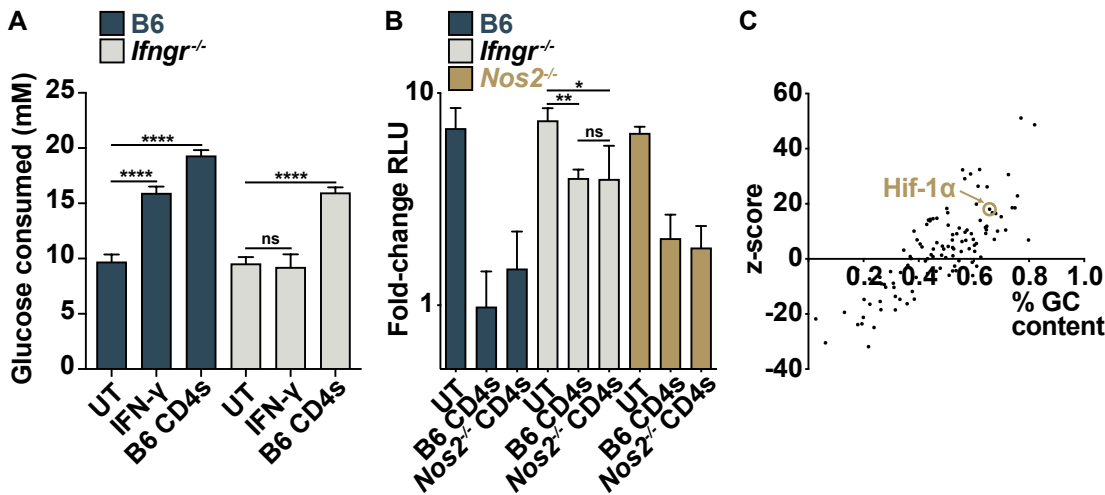 A
B6
Ifngr-/-
Glucose consumed (mM)
25
20
15
10
5
0
****
****
****
ns
UT
IFN-γ
B6 CD4s
UT
IFN-γ
B6 CD4s
B
B6
Ifngr-/-
Nos2-/-
Fold-change RLU
10
1
*
**
ns
UT
B6 CD4s
Nos2-/- CD4s
UT
B6 CD4s
Nos2-/- CD4s
UT
B6 CD4s
Nos2-/- CD4s
C
z-score
60
40
20
0
-20
-40
Hif-1α
0.2 0.4 0.6 0.8 1.0
% GC
content